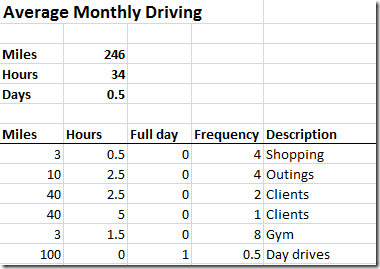 Average Monthly Driving
Miles 246
Hours 34
Days 0.5
Miles Hours Full day Frequency Description
3 0.5 0 4 Shopping
10 2.5 0 4 Outings
40 2.5 0 2 Clients
40 5 0 1 Clients
3 1.5 0 8 Gym
100 0 1 0.5 Day drives